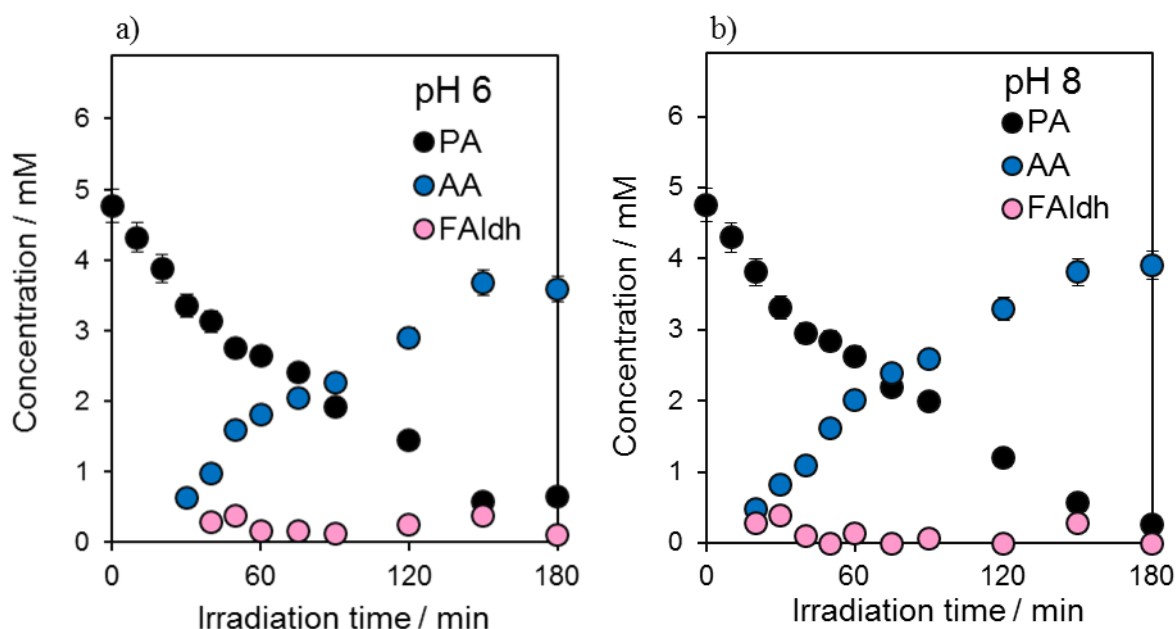 a)
pH 6
PA
AA
FAldh
6
5
4
3
2
1
0
Concentration / mM
0 60 120 180
Irradiation time / min
b)
pH 8
PA
AA
FAldh
6
5
4
3
2
1
0
Concentration / mM
0 60 120 180
Irradiation time / min